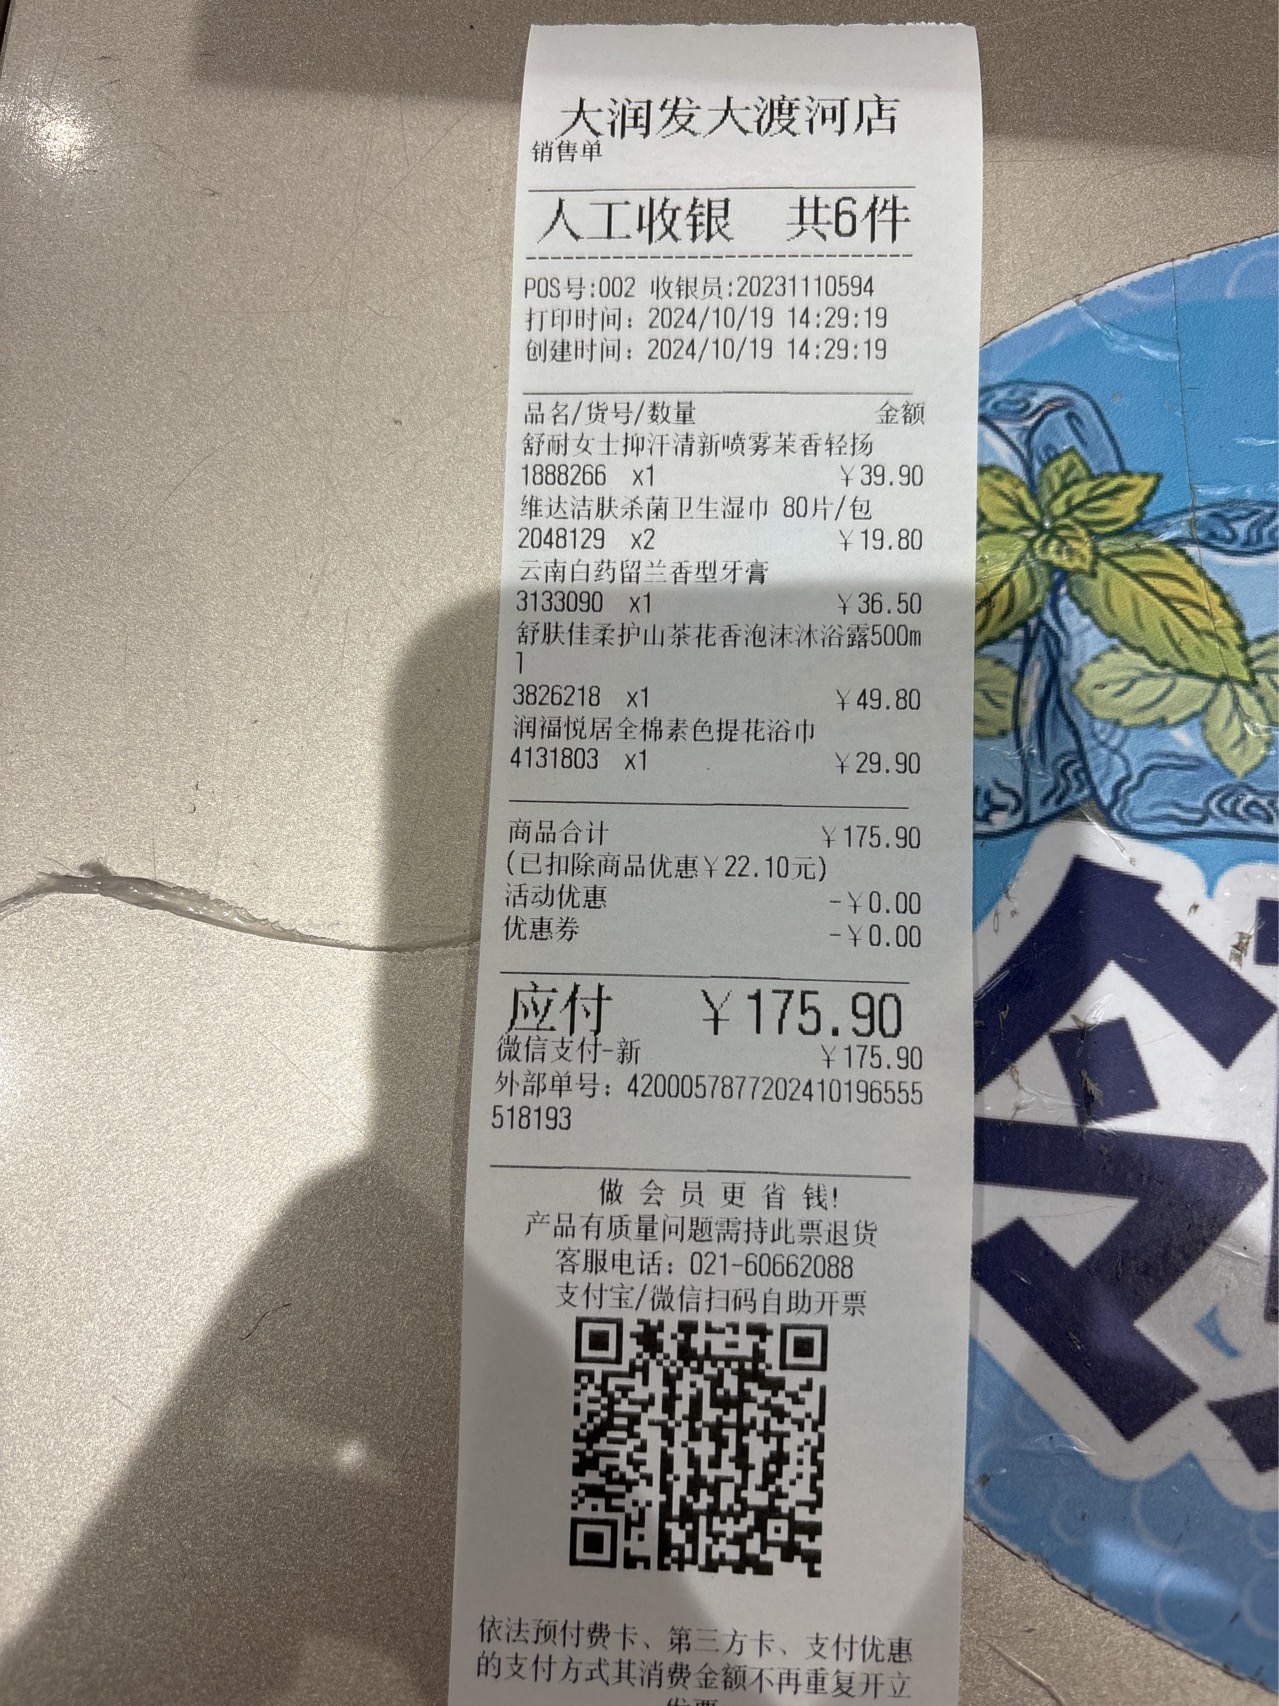 大润发大渡河店
销售单
人工收银 共6件
POS号:002 收银员:20231110594
打印时间：2024/10/19 14:29:19
创建时间：2024/10/19 14:29:19
品名/货号/数量 金额
舒耐女士抑汗清新喷雾茉香轻扬
1888266 x1 ￥39.90
维达洁肤杀菌卫生湿巾 80片/包
2048129 x2 ￥19.80
云南白药留兰香型牙膏
3133090 x1 ￥36.50
舒肤佳柔护山茶花香泡沫沐浴露500m
l
3826218 x1 ￥49.80
润福悦居全棉素色提花浴巾
4131803 x1 ￥29.90
商品合计 ￥175.90
(已扣除商品优惠￥22.10元)
活动优惠 -￥0.00
优惠券 -￥0.00
应付 ￥175.90
微信支付-新 ￥175.90
外部单号：4200057877202410196555
518193
做会员更省钱!
产品有质量问题需持此票退货
客服电话：021-60662088
支付宝/微信扫码自助开票
依法预付费卡、第三方卡、支付优惠
的支付方式其消费金额不再重复开立
发票